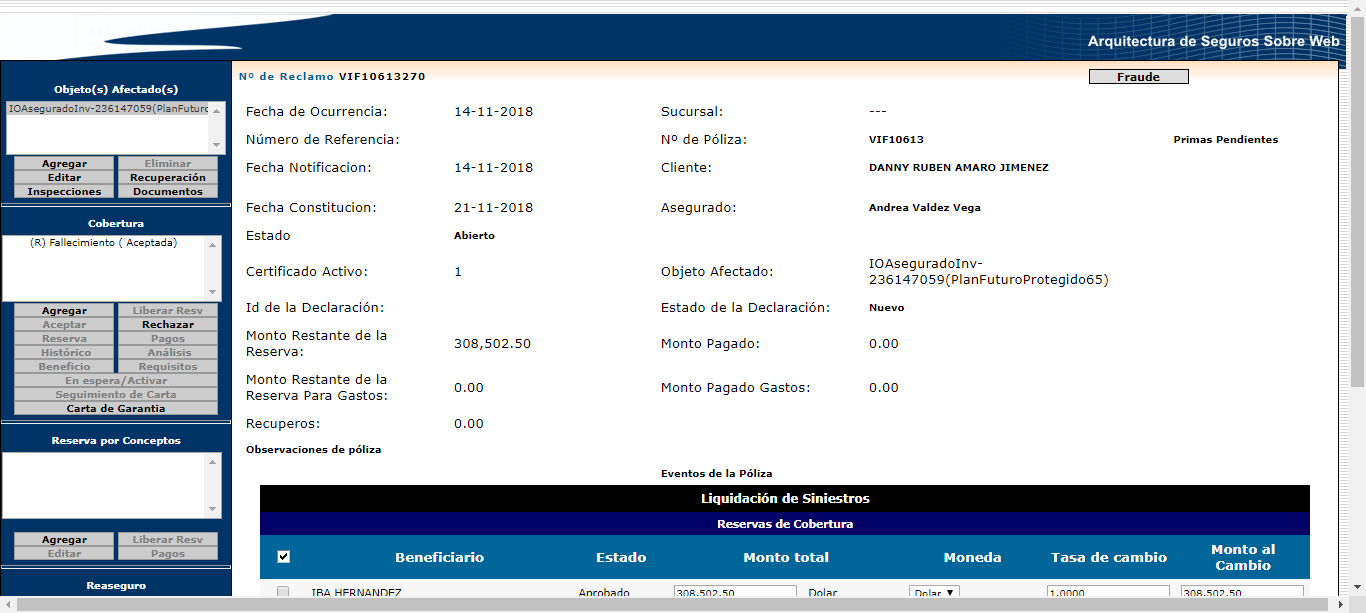 Arquitectura de Seguros Sobre Web
Objeto(s) Afectado(s)
IOAseguradoInv-236147059(PlanFuturo
Agregar Eliminar
Editar Recuperación
Inspecciones Documentos
Cobertura
(R) Fallecimiento ( Aceptada)
Agregar Liberar Resv
Aceptar Rechazar
Reserva Pagos
Histórico Análisis
Beneficio Requisitos
En espera/Activar
Seguimiento de Carta
Carta de Garantia
Reserva por Conceptos
Agregar Liberar Resv
Editar Pagos
Reaseguro
Nº de Reclamo VIF10613270
Fraude
Fecha de Ocurrencia: 14-11-2018 Sucursal: ---
Número de Referencia: Nº de Póliza: VIF10613 Primas Pendientes
Fecha Notificacion: 14-11-2018 Cliente: DANNY RUBEN AMARO JIMENEZ
Fecha Constitucion: 21-11-2018 Asegurado: Andrea Valdez Vega
Estado Abierto
Certificado Activo: 1 Objeto Afectado: IOAseguradoInv-
236147059(PlanFuturoProtegido65)
Id de la Declaración: Estado de la Declaración: Nuevo
Monto Restante de la
Reserva: 308,502.50 Monto Pagado: 0.00
Monto Restante de la
Reserva Para Gastos: 0.00 Monto Pagado Gastos: 0.00
Recuperos: 0.00
Observaciones de póliza
Eventos de la Póliza
Liquidación de Siniestros
Reservas de Cobertura
Beneficiario Estado Monto total Moneda Tasa de cambio Monto al
Cambio
IBA HERNANDEZ Aprobado 308,502.50 Dolar Dolar 1.0000 308,502.50